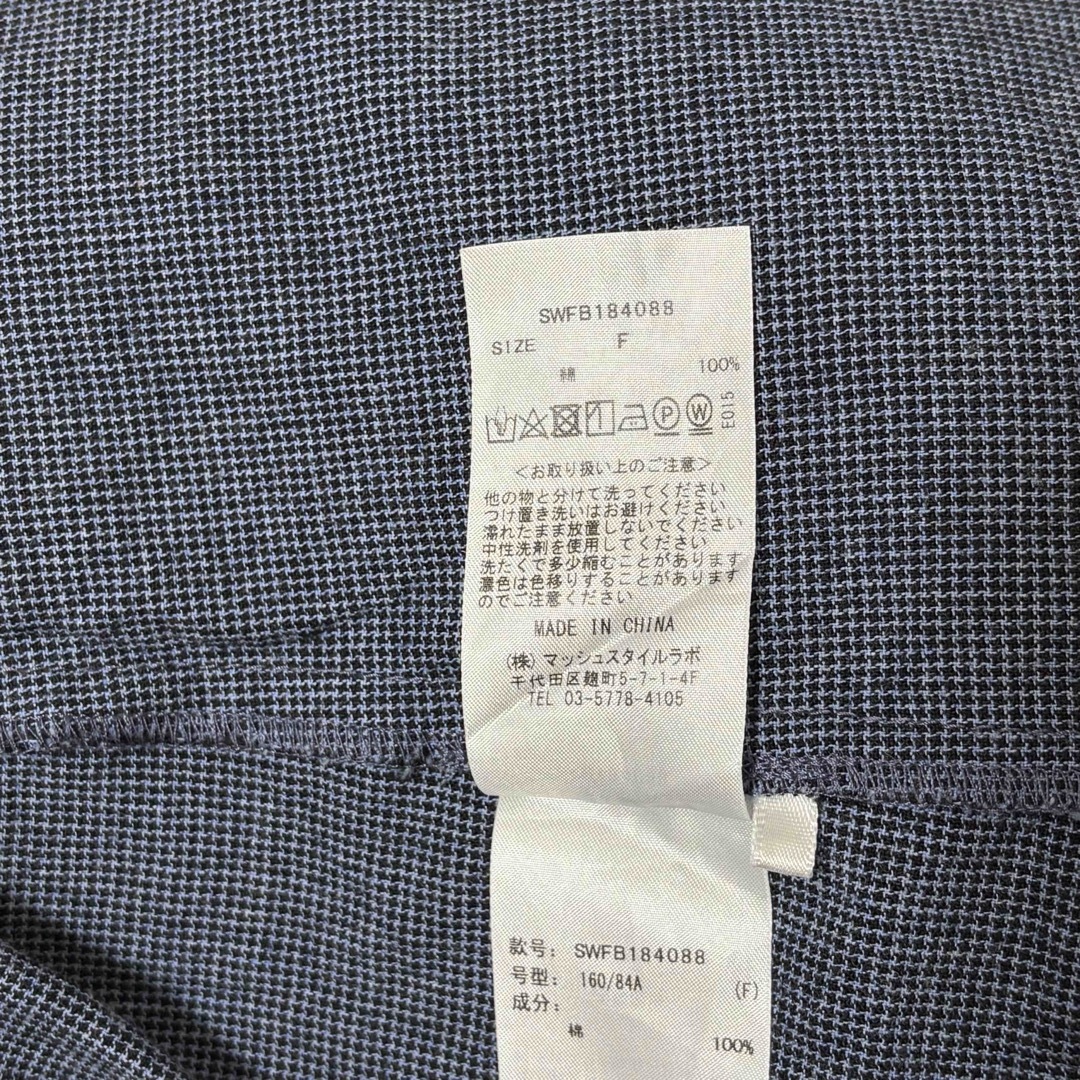 SWFB184088
SIZE F
綿 100%
P W E015
<お取り扱い上のご注意>
他の物と分けて洗ってください
つけ置き洗いはお避けください
濡れたまま放置しないでください
中性洗剤を使用してください
洗たくで多少縮むことがあります
濃色は色移りすることがあります
のでご注意ください
MADE IN CHINA
(株)マッシュスタイルラボ
千代田区麹町5-7-1-4F
TEL 03-5778-4105
款号: SWFB184088
号型: 160/84A (F)
成分:
棉 100%